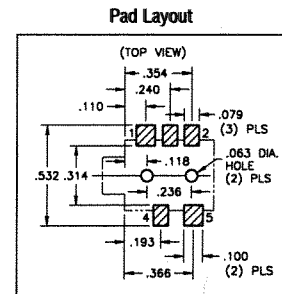 Pad Layout
(TOP VIEW)
.354
.240
.110
.079
(3) PLS
1
2
.118
.063 DIA.
HOLE
(2) PLS
.532
.314
.236
4
5
.193
.100
(2) PLS
.366